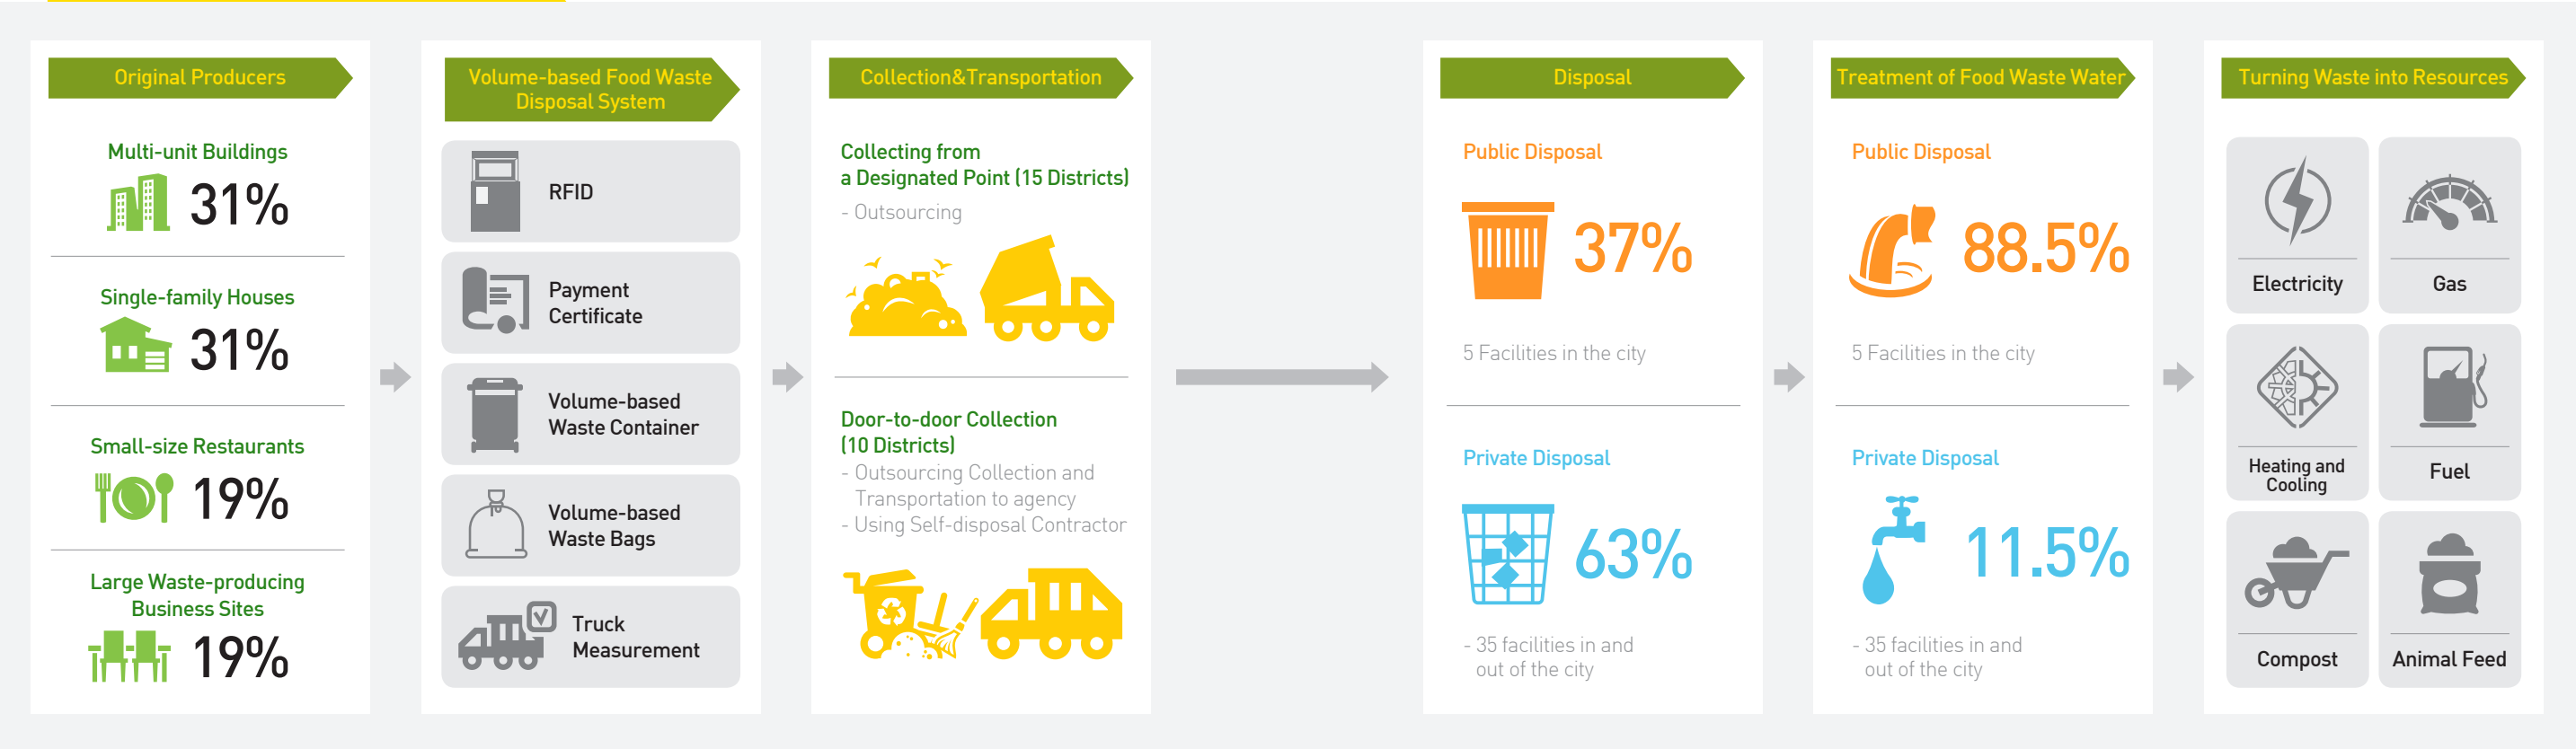 Original Producers
Multi-unit Buildings
31%
Single-family Houses
31%
Small-size Restaurants
19%
Large Waste-producing
Business Sites
19%
Volume-based Food Waste
Disposal System
RFID
Payment
Certificate
Volume-based
Waste Container
Volume-based
Waste Bags
Truck
Measurement
Collection&Transportation
Collecting from
a Designated Point (15 Districts)
- Outsourcing
Door-to-door Collection
(10 Districts)
- Outsourcing Collection and
Transportation to agency
- Using Self-disposal Contractor
Disposal
Public Disposal
37%
5 Facilities in the city
Private Disposal
63%
- 35 facilities in and
out of the city
Treatment of Food Waste Water
Public Disposal
88.5%
5 Facilities in the city
Private Disposal
11.5%
- 35 facilities in and
out of the city
Turning Waste into Resources
Electricity
Gas
Heating and
Cooling
Fuel
Compost
Animal Feed